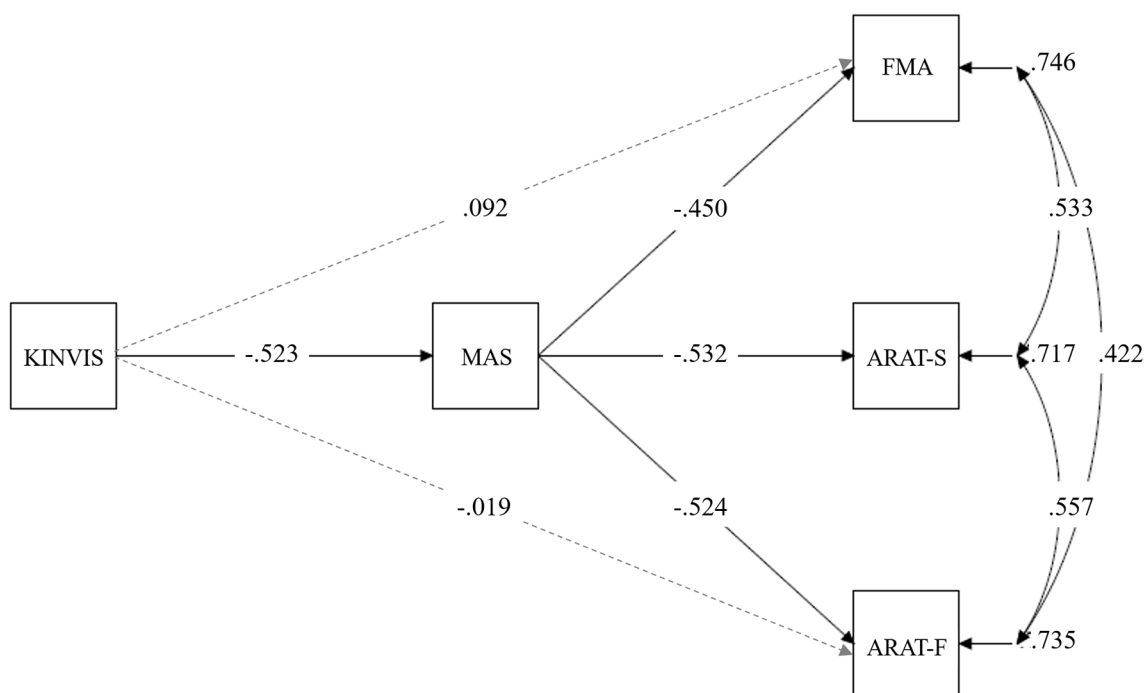 .746
FMA
.092
-.450
.533
KINVIS
-.523
MAS
-.532
ARAT-S
.717
.422
-.019
-.524
.557
ARAT-F
.735